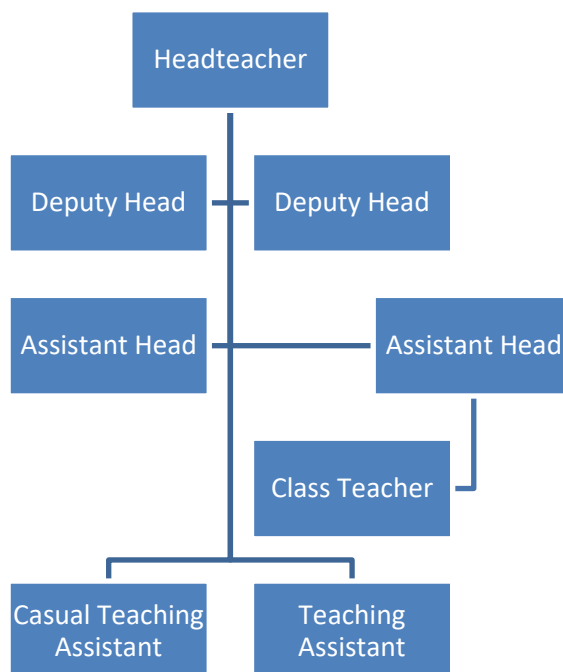 Headteacher
Deputy Head
Deputy Head
Assistant Head
Assistant Head
Class Teacher
Casual Teaching
Assistant
Teaching
Assistant